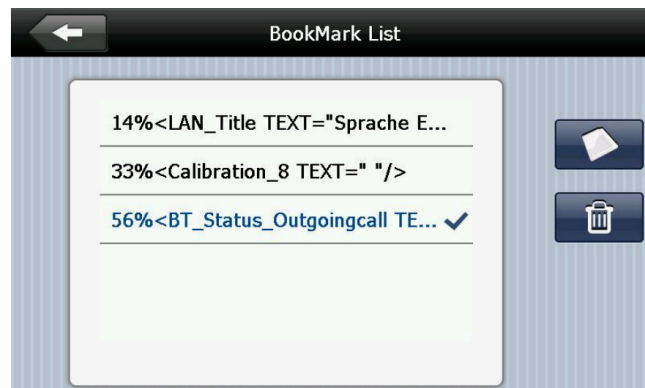 BookMark List
14%<LAN_Title TEXT="Sprache E...
33%<Calibration_8 TEXT=" "/>
56%<BT_Status_Outgoingcall TE...